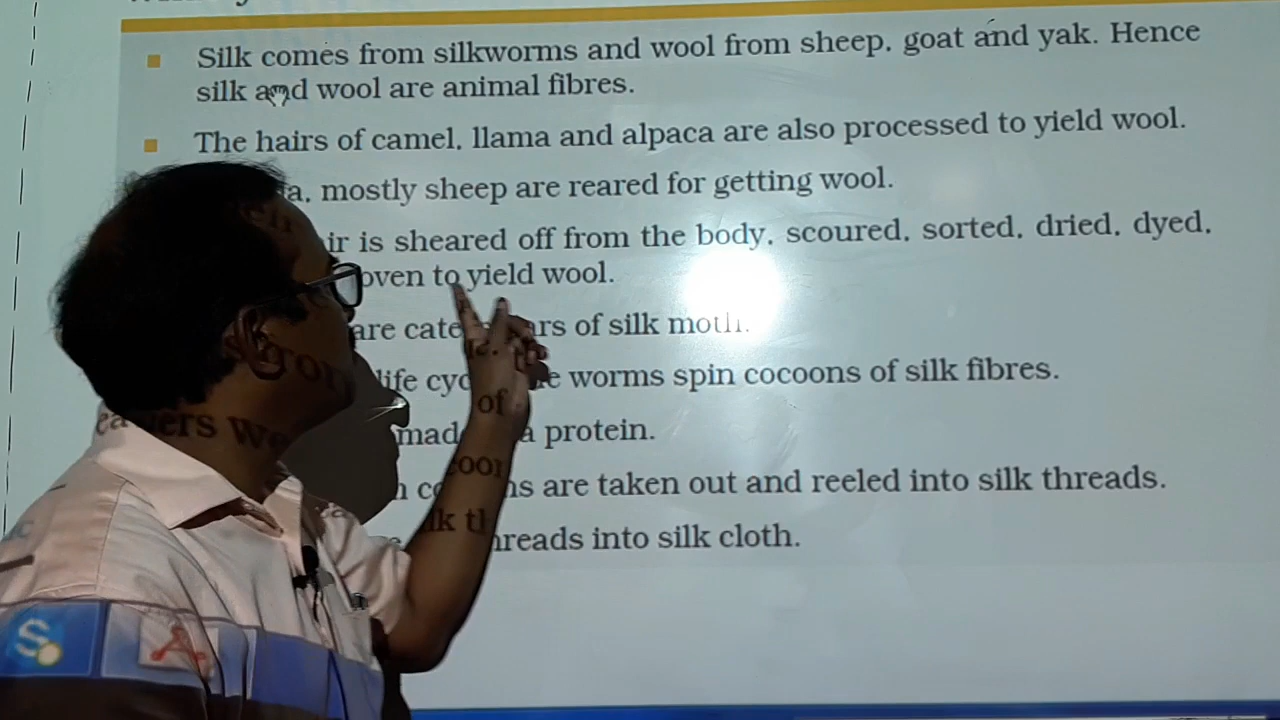 Silk comes from silkworms and wool from sheep, goat and yak. Hence
silk and wool are animal fibres.
The hairs of camel, llama and alpaca are also processed to yield wool.
mostly sheep are reared for getting wool.
is sheared off from the body, scoured, sorted, dried, dyed,
to yield wool.
are of silk moth.
life worms spin cocoons of silk fibres.
protein.
are taken out and reeled into silk threads.
into silk cloth.